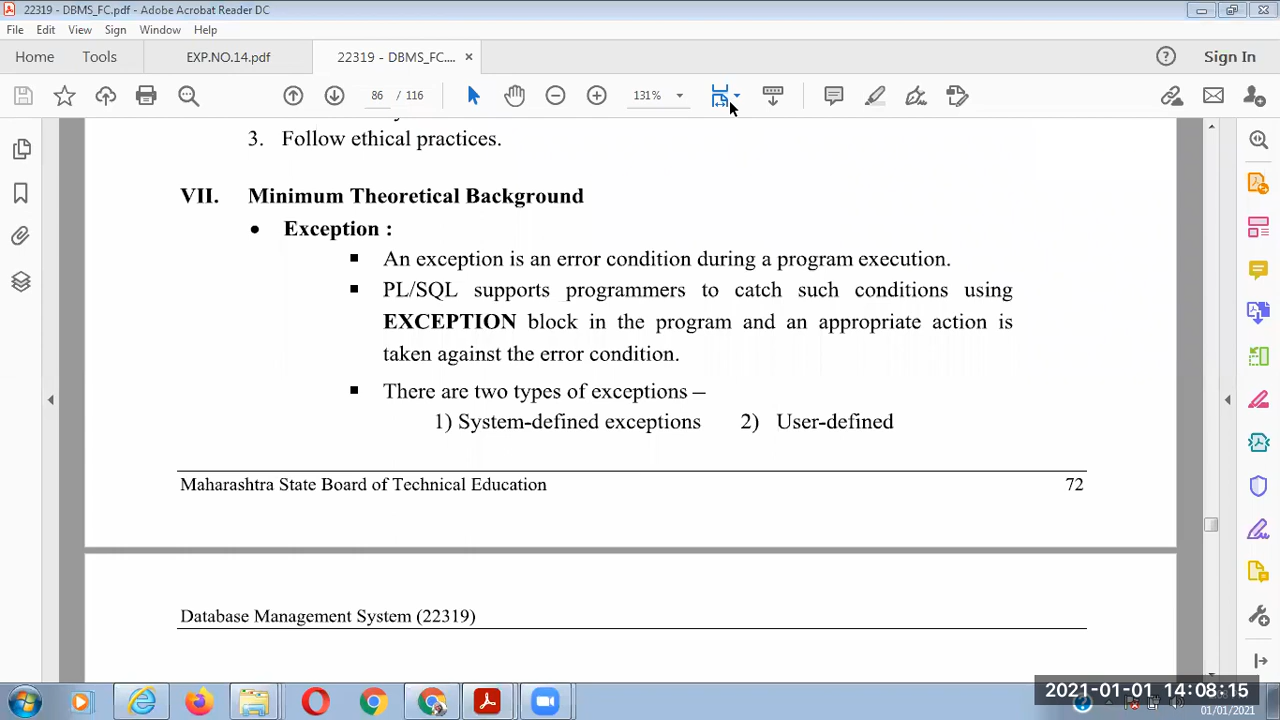 22319 - DBMS_FC.pdf - Adobe Acrobat Reader DC
File Edit View Sign Window Help
Home Tools EXP.NO.14.pdf 22319 - DBMS_FC.... × Sign In
86 / 116 131%
3. Follow ethical practices.
VII. Minimum Theoretical Background
• Exception :
▪ An exception is an error condition during a program execution.
▪ PL/SQL supports programmers to catch such conditions using
EXCEPTION block in the program and an appropriate action is
taken against the error condition.
▪ There are two types of exceptions –
1) System-defined exceptions 2) User-defined
Maharashtra State Board of Technical Education 72
Database Management System (22319)
2021-01-01 14:08:15
01/01/2021